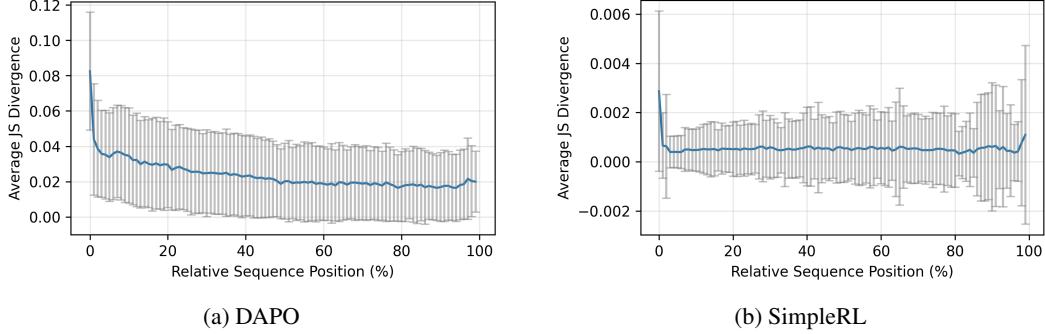 0.12
0.10
0.08
0.06
0.04
0.02
0.00
Average JS Divergence
0 20 40 60 80 100
Relative Sequence Position (%)
(a) DAPO
0.006
0.004
0.002
0.000
−0.002
Average JS Divergence
0 20 40 60 80 100
Relative Sequence Position (%)
(b) SimpleRL